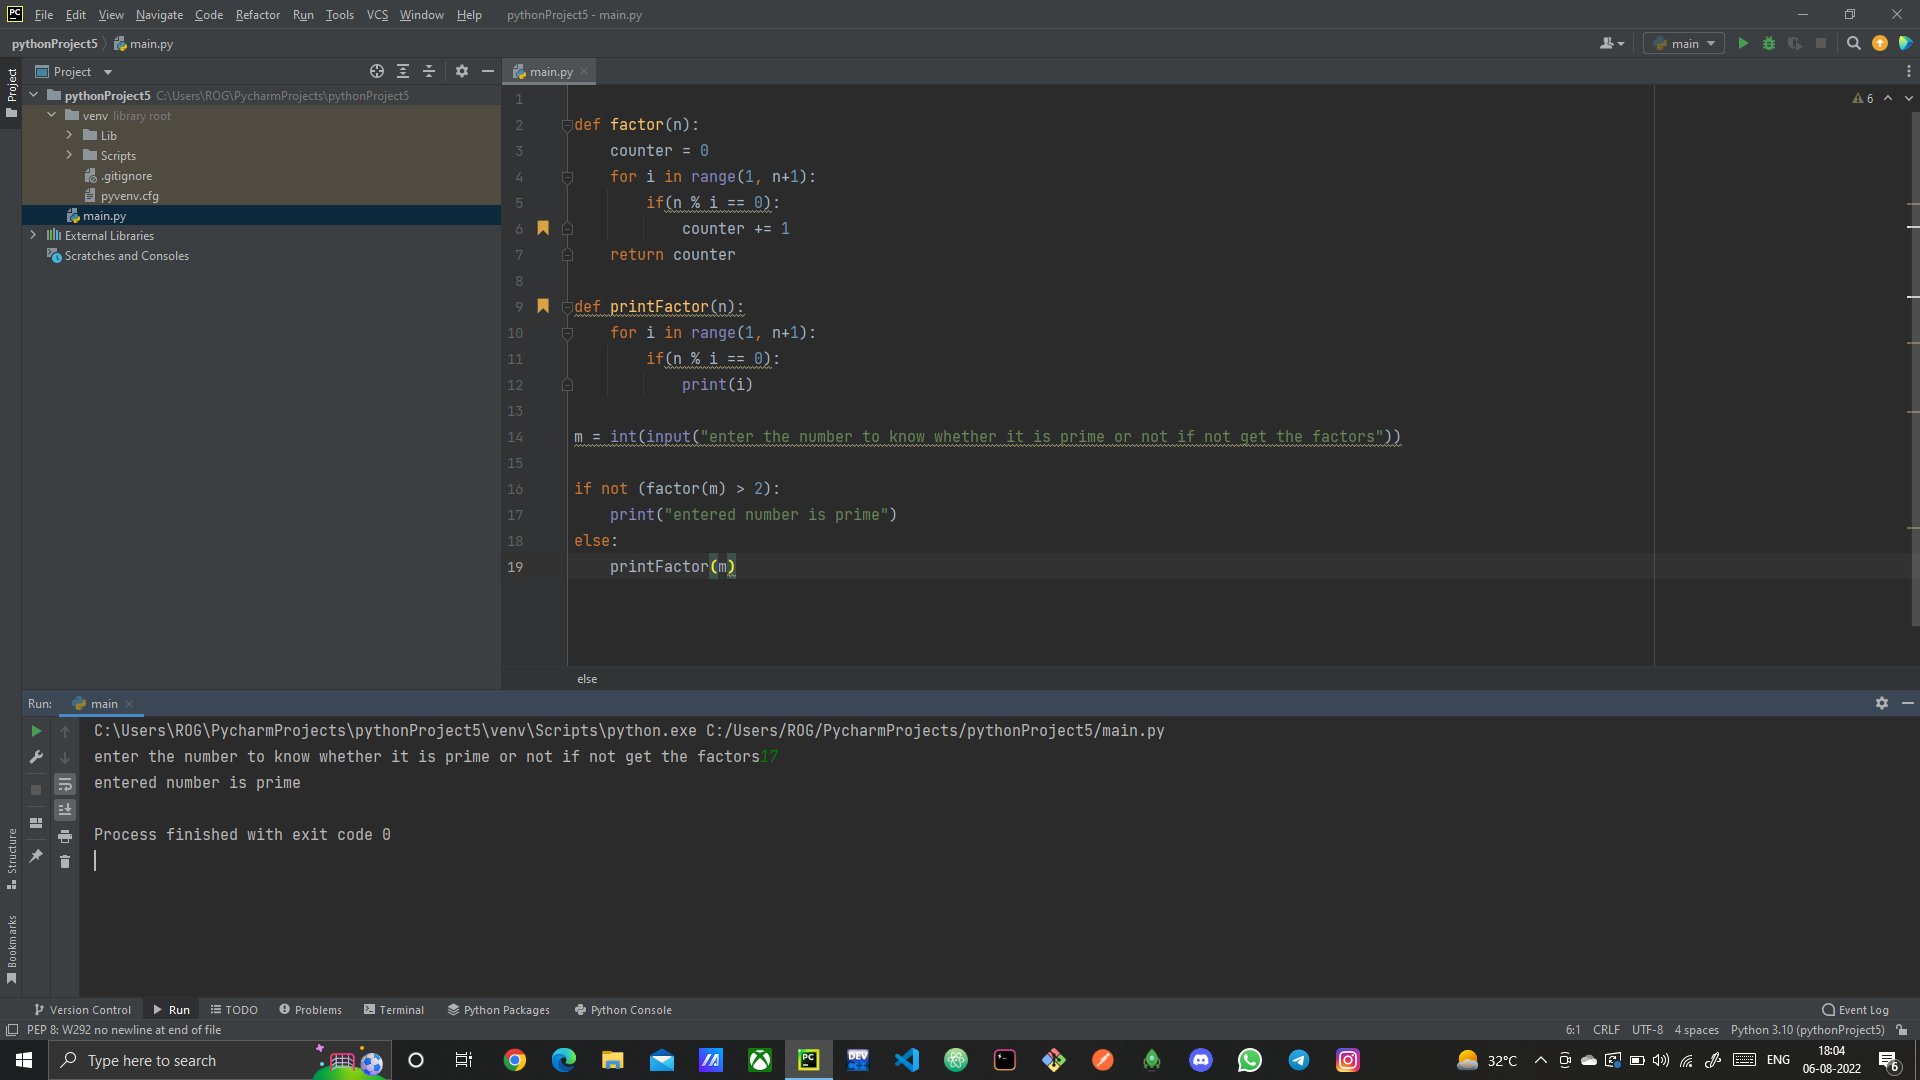 PC File Edit View Navigate Code Refactor Run Tools VCS Window Help pythonProject5 - main.py
pythonProject5 main.py main
Project
Project main.py
pythonProject5 C:\Users\ROG\PycharmProjects\pythonProject5
venv library root
Lib
Scripts
.gitignore
pyvenv.cfg
main.py
External Libraries
Scratches and Consoles
6
1
2 def factor(n):
3 counter = 0
4 for i in range(1, n+1):
5 if(n % i == 0):
6 counter += 1
7 return counter
8
9 def printFactor(n):
10 for i in range(1, n+1):
11 if(n % i == 0):
12 print(i)
13
14 m = int(input("enter the number to know whether it is prime or not if not get the factors"))
15
16 if not (factor(m) > 2):
17 print("entered number is prime")
18 else:
19 printFactor(m)
else
Run: main
C:\Users\ROG\PycharmProjects\pythonProject5\venv\Scripts\python.exe C:/Users/ROG/PycharmProjects/pythonProject5/main.py
enter the number to know whether it is prime or not if not get the factors17
entered number is prime
Process finished with exit code 0
Structure
Bookmarks
Version Control Run TODO Problems Terminal Python Packages Python Console Event Log
PEP 8: W292 no newline at end of file 6:1 CRLF UTF-8 4 spaces Python 3.10 (pythonProject5)
Type here to search PC DEV 32°C ENG 18:04
06-08-2022 6